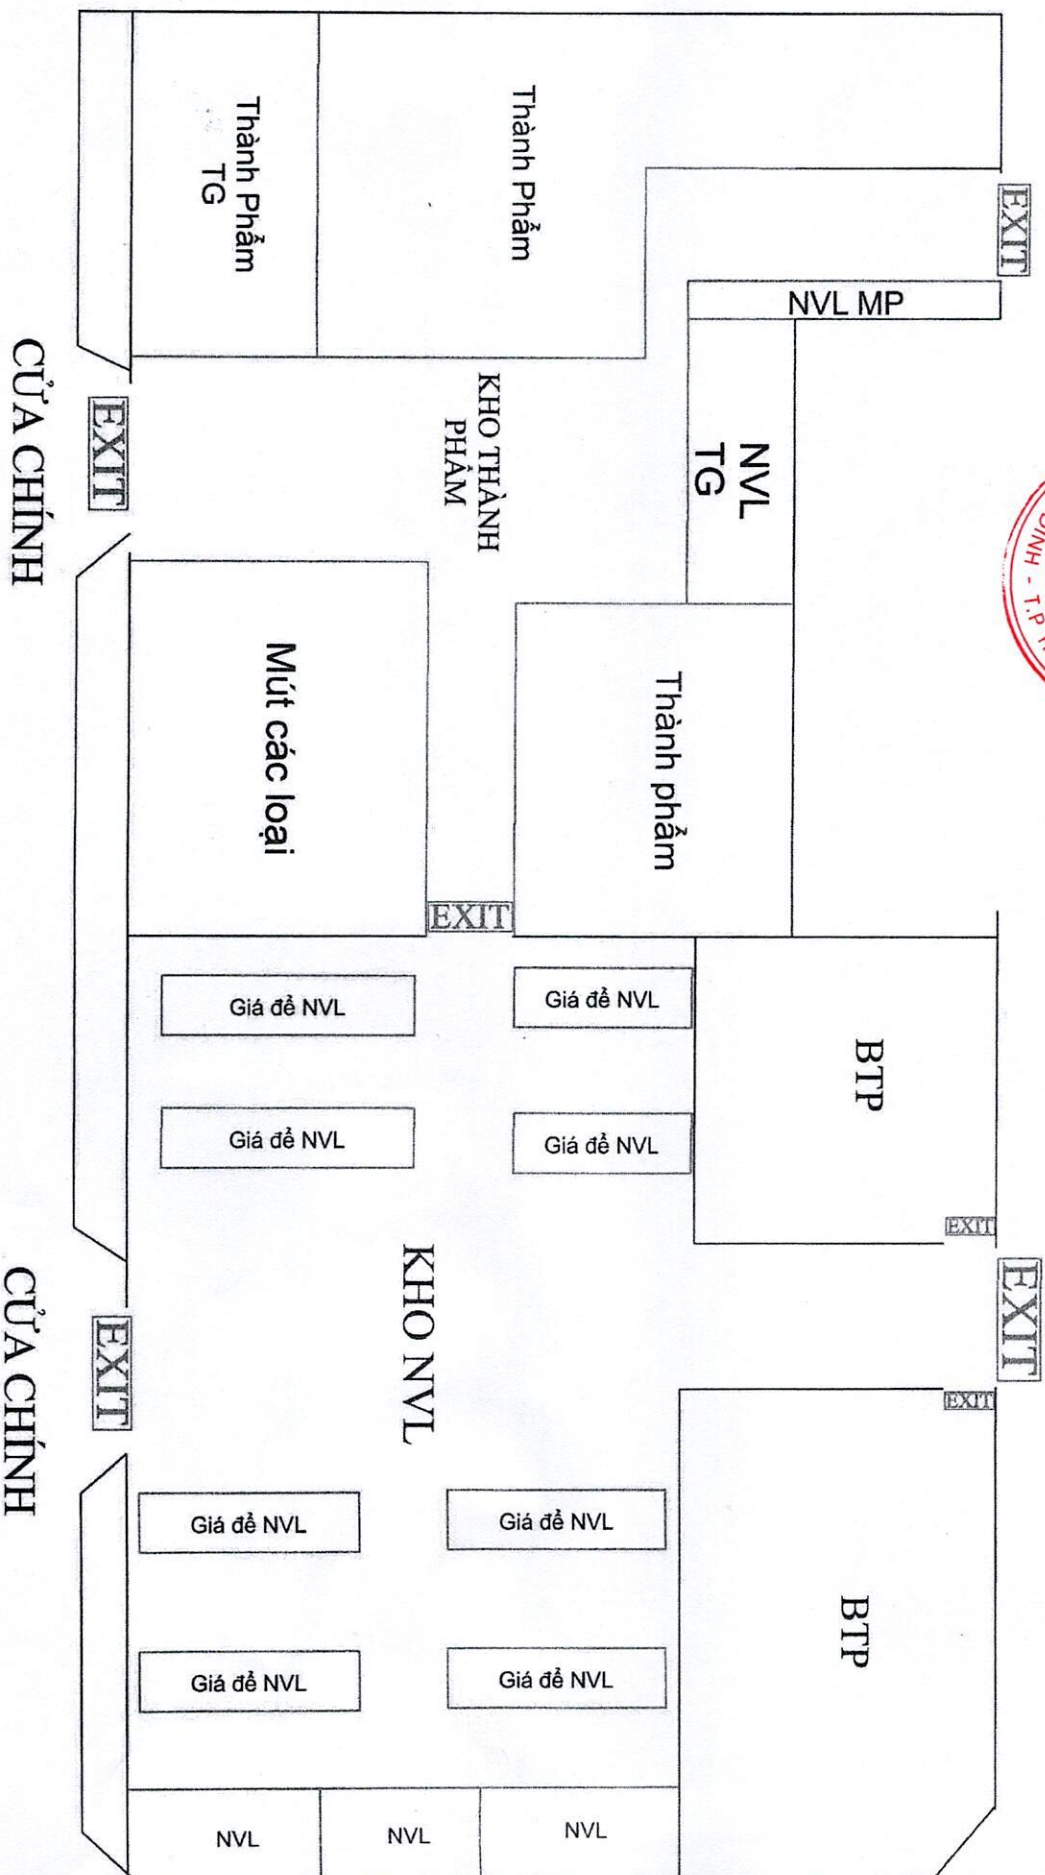 Thành Phẩm
TG
Thành Phẩm
EXIT
NVL MP
CỬA CHÍNH
EXIT
KHO THÀNH
PHẨM
NVL
TG
Mút các loại
Thành phẩm
EXIT
Giá để NVL
Giá để NVL
BTP
Giá để NVL
Giá để NVL
EXIT
CỬA CHÍNH
EXIT
KHO NVL
EXIT
EXIT
Giá để NVL
Giá để NVL
BTP
Giá để NVL
Giá để NVL
NVL
NVL
NVL
- T.P